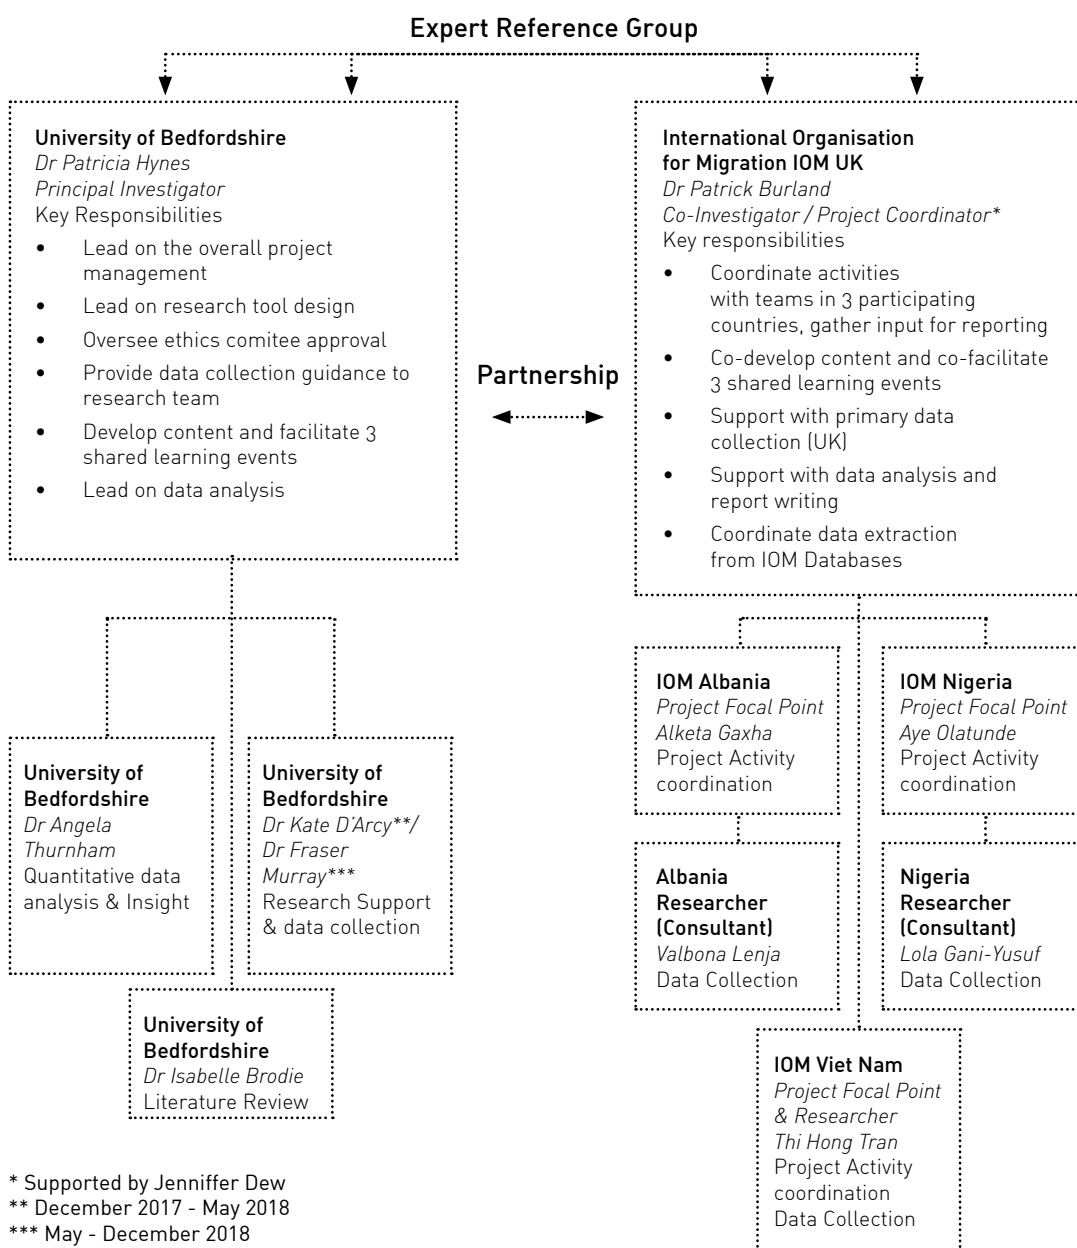 Expert Reference Group
University of Bedfordshire
Dr Patricia Hynes
Principal Investigator
Key Responsibilities
• Lead on the overall project
management
• Lead on research tool design
• Oversee ethics comitee approval
• Provide data collection guidance to
research team
• Develop content and facilitate 3
shared learning events
• Lead on data analysis
Partnership
International Organisation
for Migration IOM UK
Dr Patrick Burland
Co-Investigator / Project Coordinator*
Key responsibilities
• Coordinate activities
with teams in 3 participating
countries, gather input for reporting
• Co-develop content and co-facilitate
3 shared learning events
• Support with primary data
collection (UK)
• Support with data analysis and
report writing
• Coordinate data extraction
from IOM Databases
University of
Bedfordshire
Dr Angela
Thurnham
Quantitative data
analysis & Insight
University of
Bedfordshire
Dr Kate D'Arcy**/
Dr Fraser
Murray***
Research Support
& data collection
University of
Bedfordshire
Dr Isabelle Brodie
Literature Review
IOM Albania
Project Focal Point
Alketa Gaxha
Project Activity
coordination
IOM Nigeria
Project Focal Point
Aye Olatunde
Project Activity
coordination
Albania
Researcher
(Consultant)
Valbona Lenja
Data Collection
Nigeria
Researcher
(Consultant)
Lola Gani-Yusuf
Data Collection
IOM Viet Nam
Project Focal Point
& Researcher
Thi Hong Tran
Project Activity
coordination
Data Collection
* Supported by Jenniffer Dew
** December 2017 - May 2018
*** May - December 2018